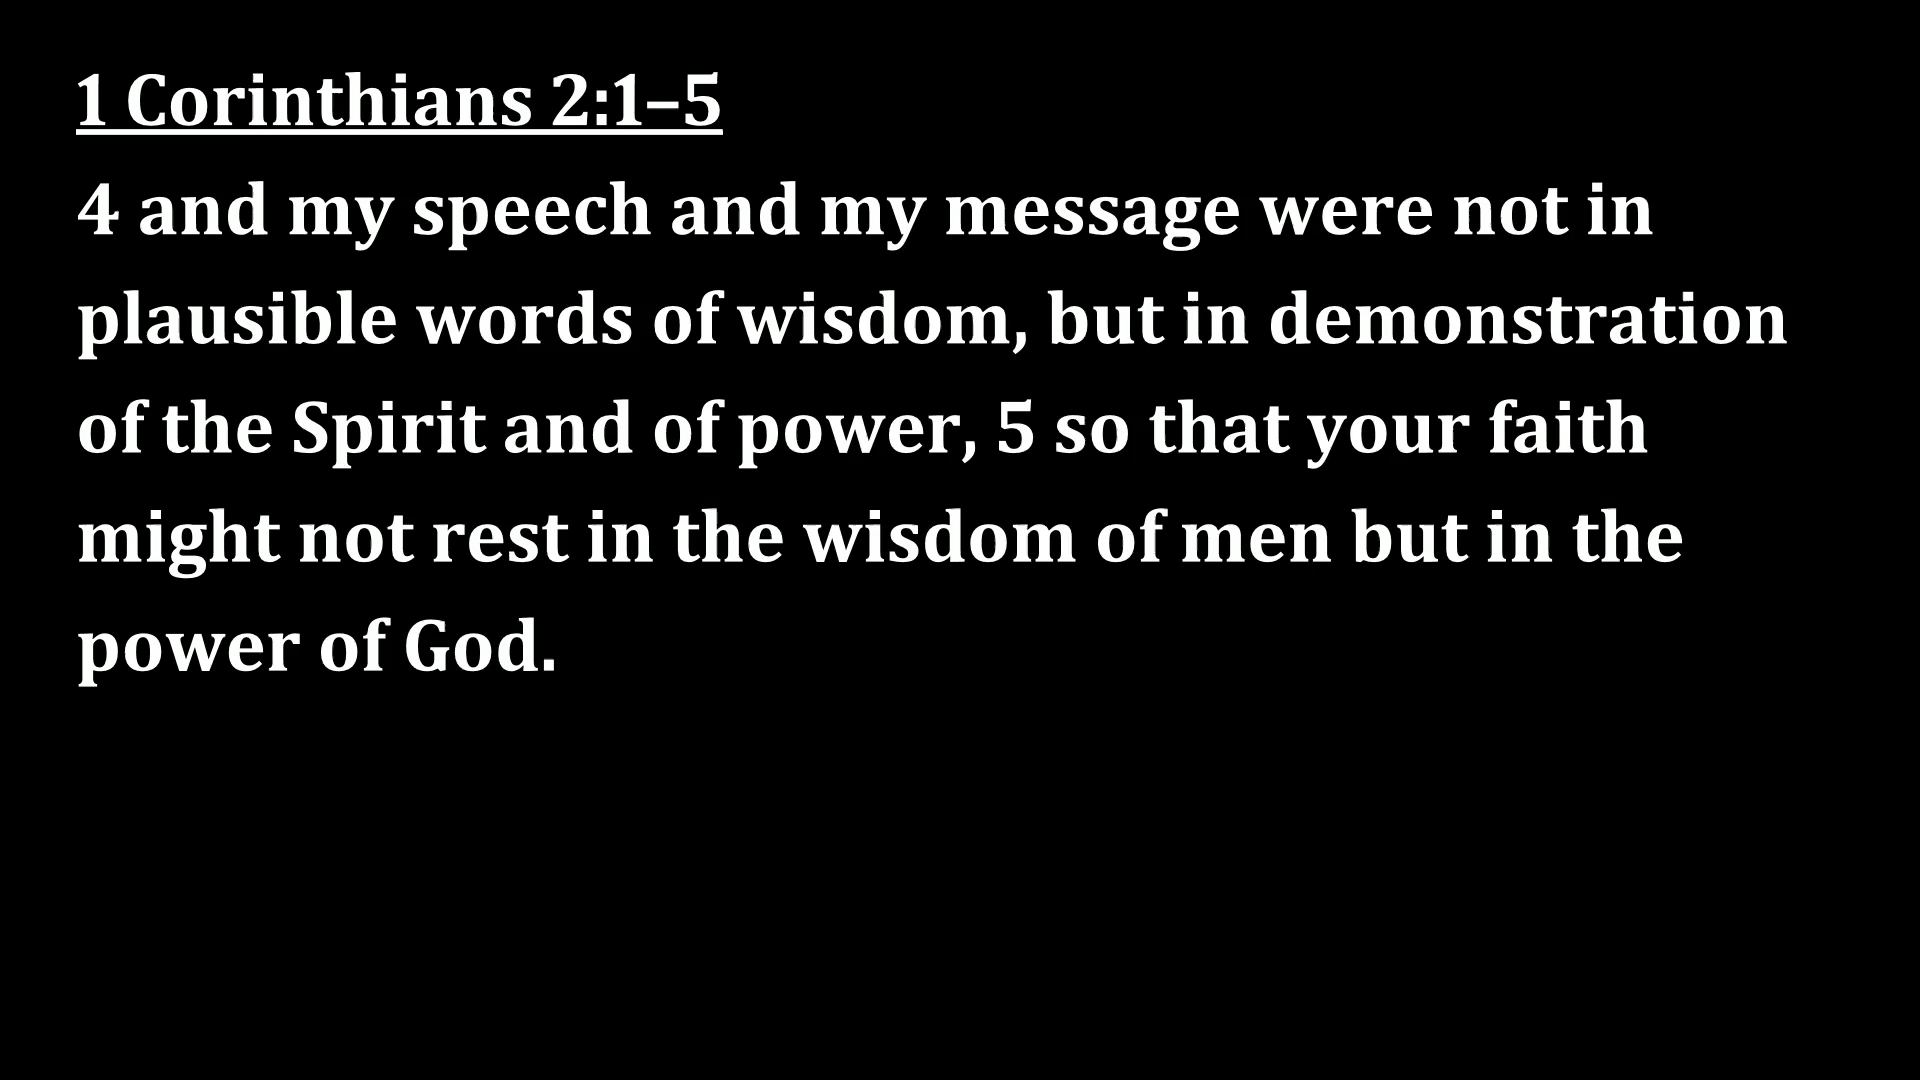 1 Corinthians 2:1–5
4 and my speech and my message were not in
plausible words of wisdom, but in demonstration
of the Spirit and of power, 5 so that your faith
might not rest in the wisdom of men but in the
power of God.